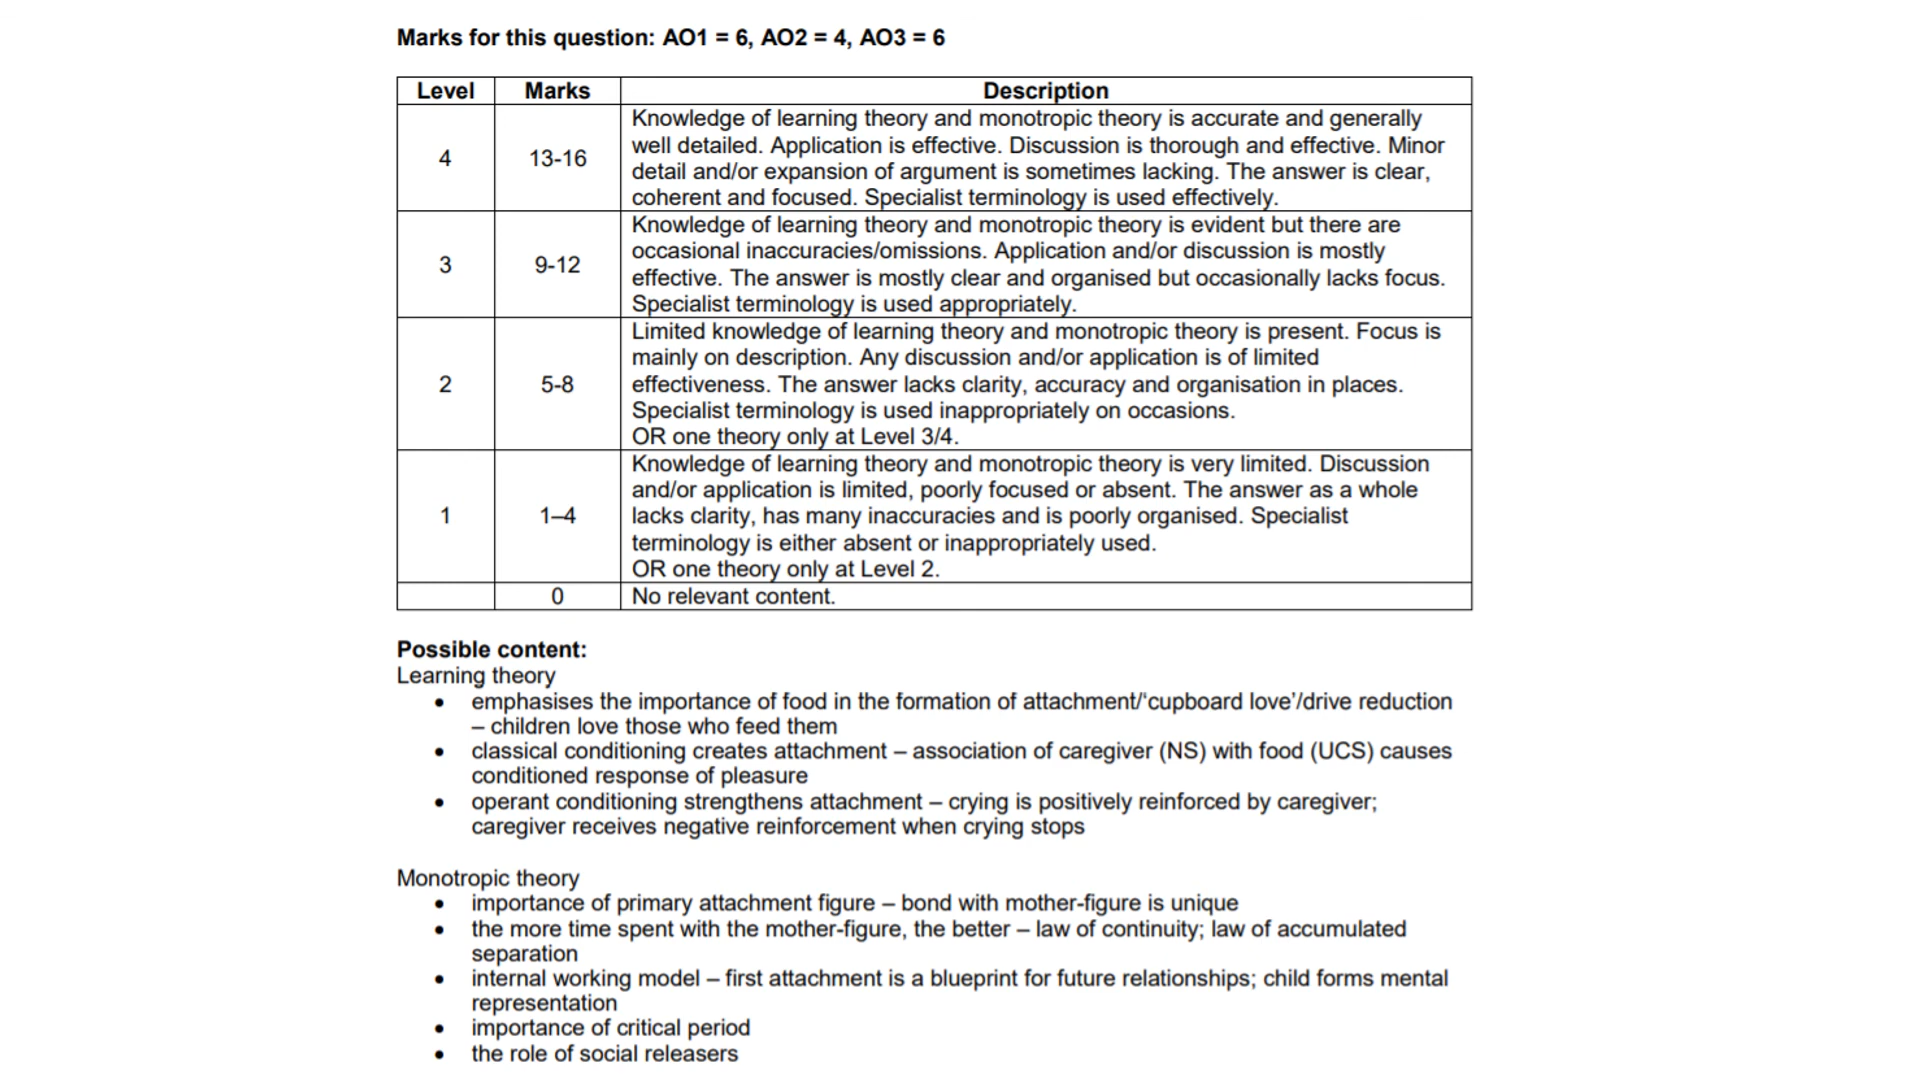 Marks for this question: AO1 = 6, AO2 = 4, AO3 = 6
Level Marks Description
4 13-16 Knowledge of learning theory and monotropic theory is accurate and generally
well detailed. Application is effective. Discussion is thorough and effective. Minor
detail and/or expansion of argument is sometimes lacking. The answer is clear,
coherent and focused. Specialist terminology is used effectively.
3 9-12 Knowledge of learning theory and monotropic theory is evident but there are
occasional inaccuracies/omissions. Application and/or discussion is mostly
effective. The answer is mostly clear and organised but occasionally lacks focus.
Specialist terminology is used appropriately.
2 5-8 Limited knowledge of learning theory and monotropic theory is present. Focus is
mainly on description. Any discussion and/or application is of limited
effectiveness. The answer lacks clarity, accuracy and organisation in places.
Specialist terminology is used inappropriately on occasions.
OR one theory only at Level 3/4.
1 1–4 Knowledge of learning theory and monotropic theory is very limited. Discussion
and/or application is limited, poorly focused or absent. The answer as a whole
lacks clarity, has many inaccuracies and is poorly organised. Specialist
terminology is either absent or inappropriately used.
OR one theory only at Level 2.
0 No relevant content.
Possible content:
Learning theory
• emphasises the importance of food in the formation of attachment/‘cupboard love’/drive reduction
– children love those who feed them
• classical conditioning creates attachment – association of caregiver (NS) with food (UCS) causes
conditioned response of pleasure
• operant conditioning strengthens attachment – crying is positively reinforced by caregiver;
caregiver receives negative reinforcement when crying stops
Monotropic theory
• importance of primary attachment figure – bond with mother-figure is unique
• the more time spent with the mother-figure, the better – law of continuity; law of accumulated
separation
• internal working model – first attachment is a blueprint for future relationships; child forms mental
representation
• importance of critical period
• the role of social releasers